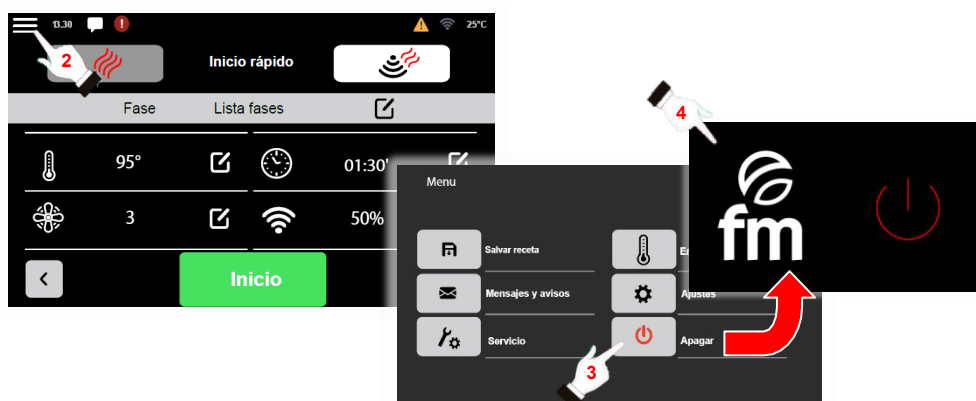 13.30
25°C
2
Inicio rápido
Fase Lista fases
95° 01:30'
3 50%
Inicio
Menu
Salvar receta
Mensajes y avisos
Ajustes
Servicio
Apagar
3
4
fm